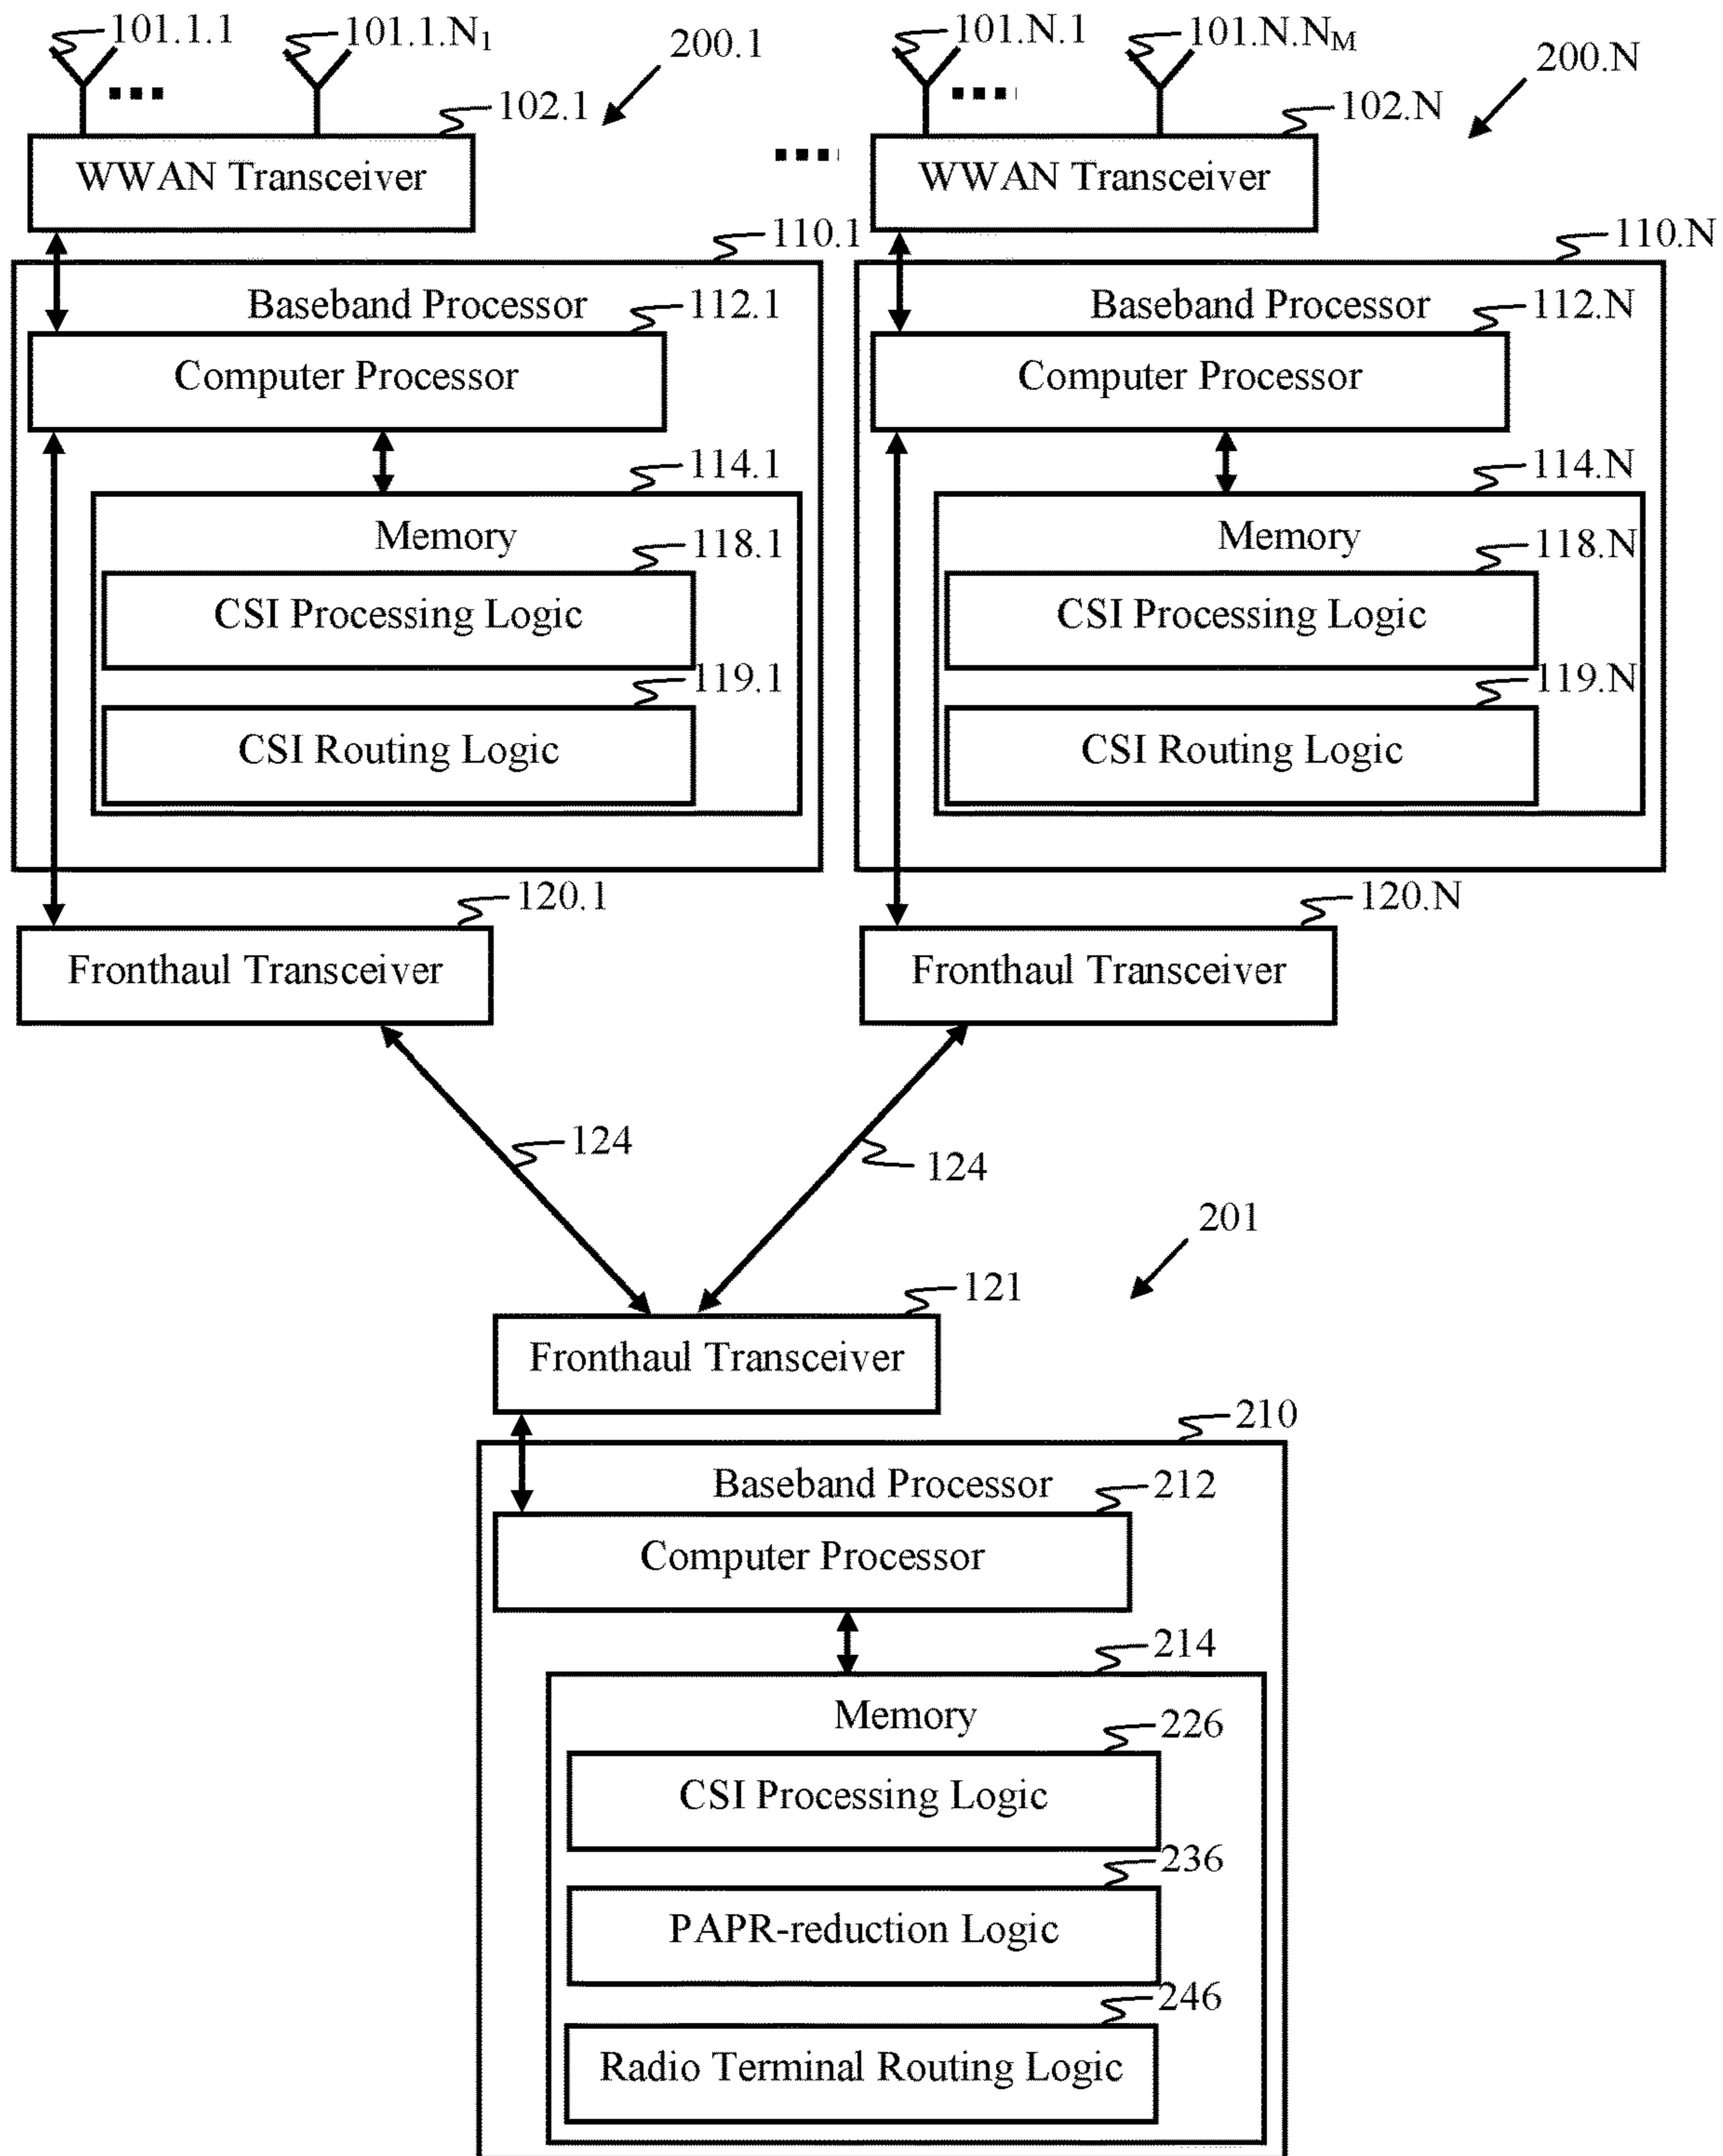 101.1.1 101.1.N₁ 200.1 101.N.1 101.N.N_M 200.N
102.1 102.N
WWAN Transceiver WWAN Transceiver
110.1 110.N
Baseband Processor 112.1 Baseband Processor 112.N
Computer Processor Computer Processor
114.1 114.N
Memory Memory
118.1 118.N
CSI Processing Logic CSI Processing Logic
119.1 119.N
CSI Routing Logic CSI Routing Logic
120.1 120.N
Fronthaul Transceiver Fronthaul Transceiver
124 124
201
121
Fronthaul Transceiver
210
Baseband Processor 212
Computer Processor
214
Memory
226
CSI Processing Logic
236
PAPR-reduction Logic
246
Radio Terminal Routing Logic